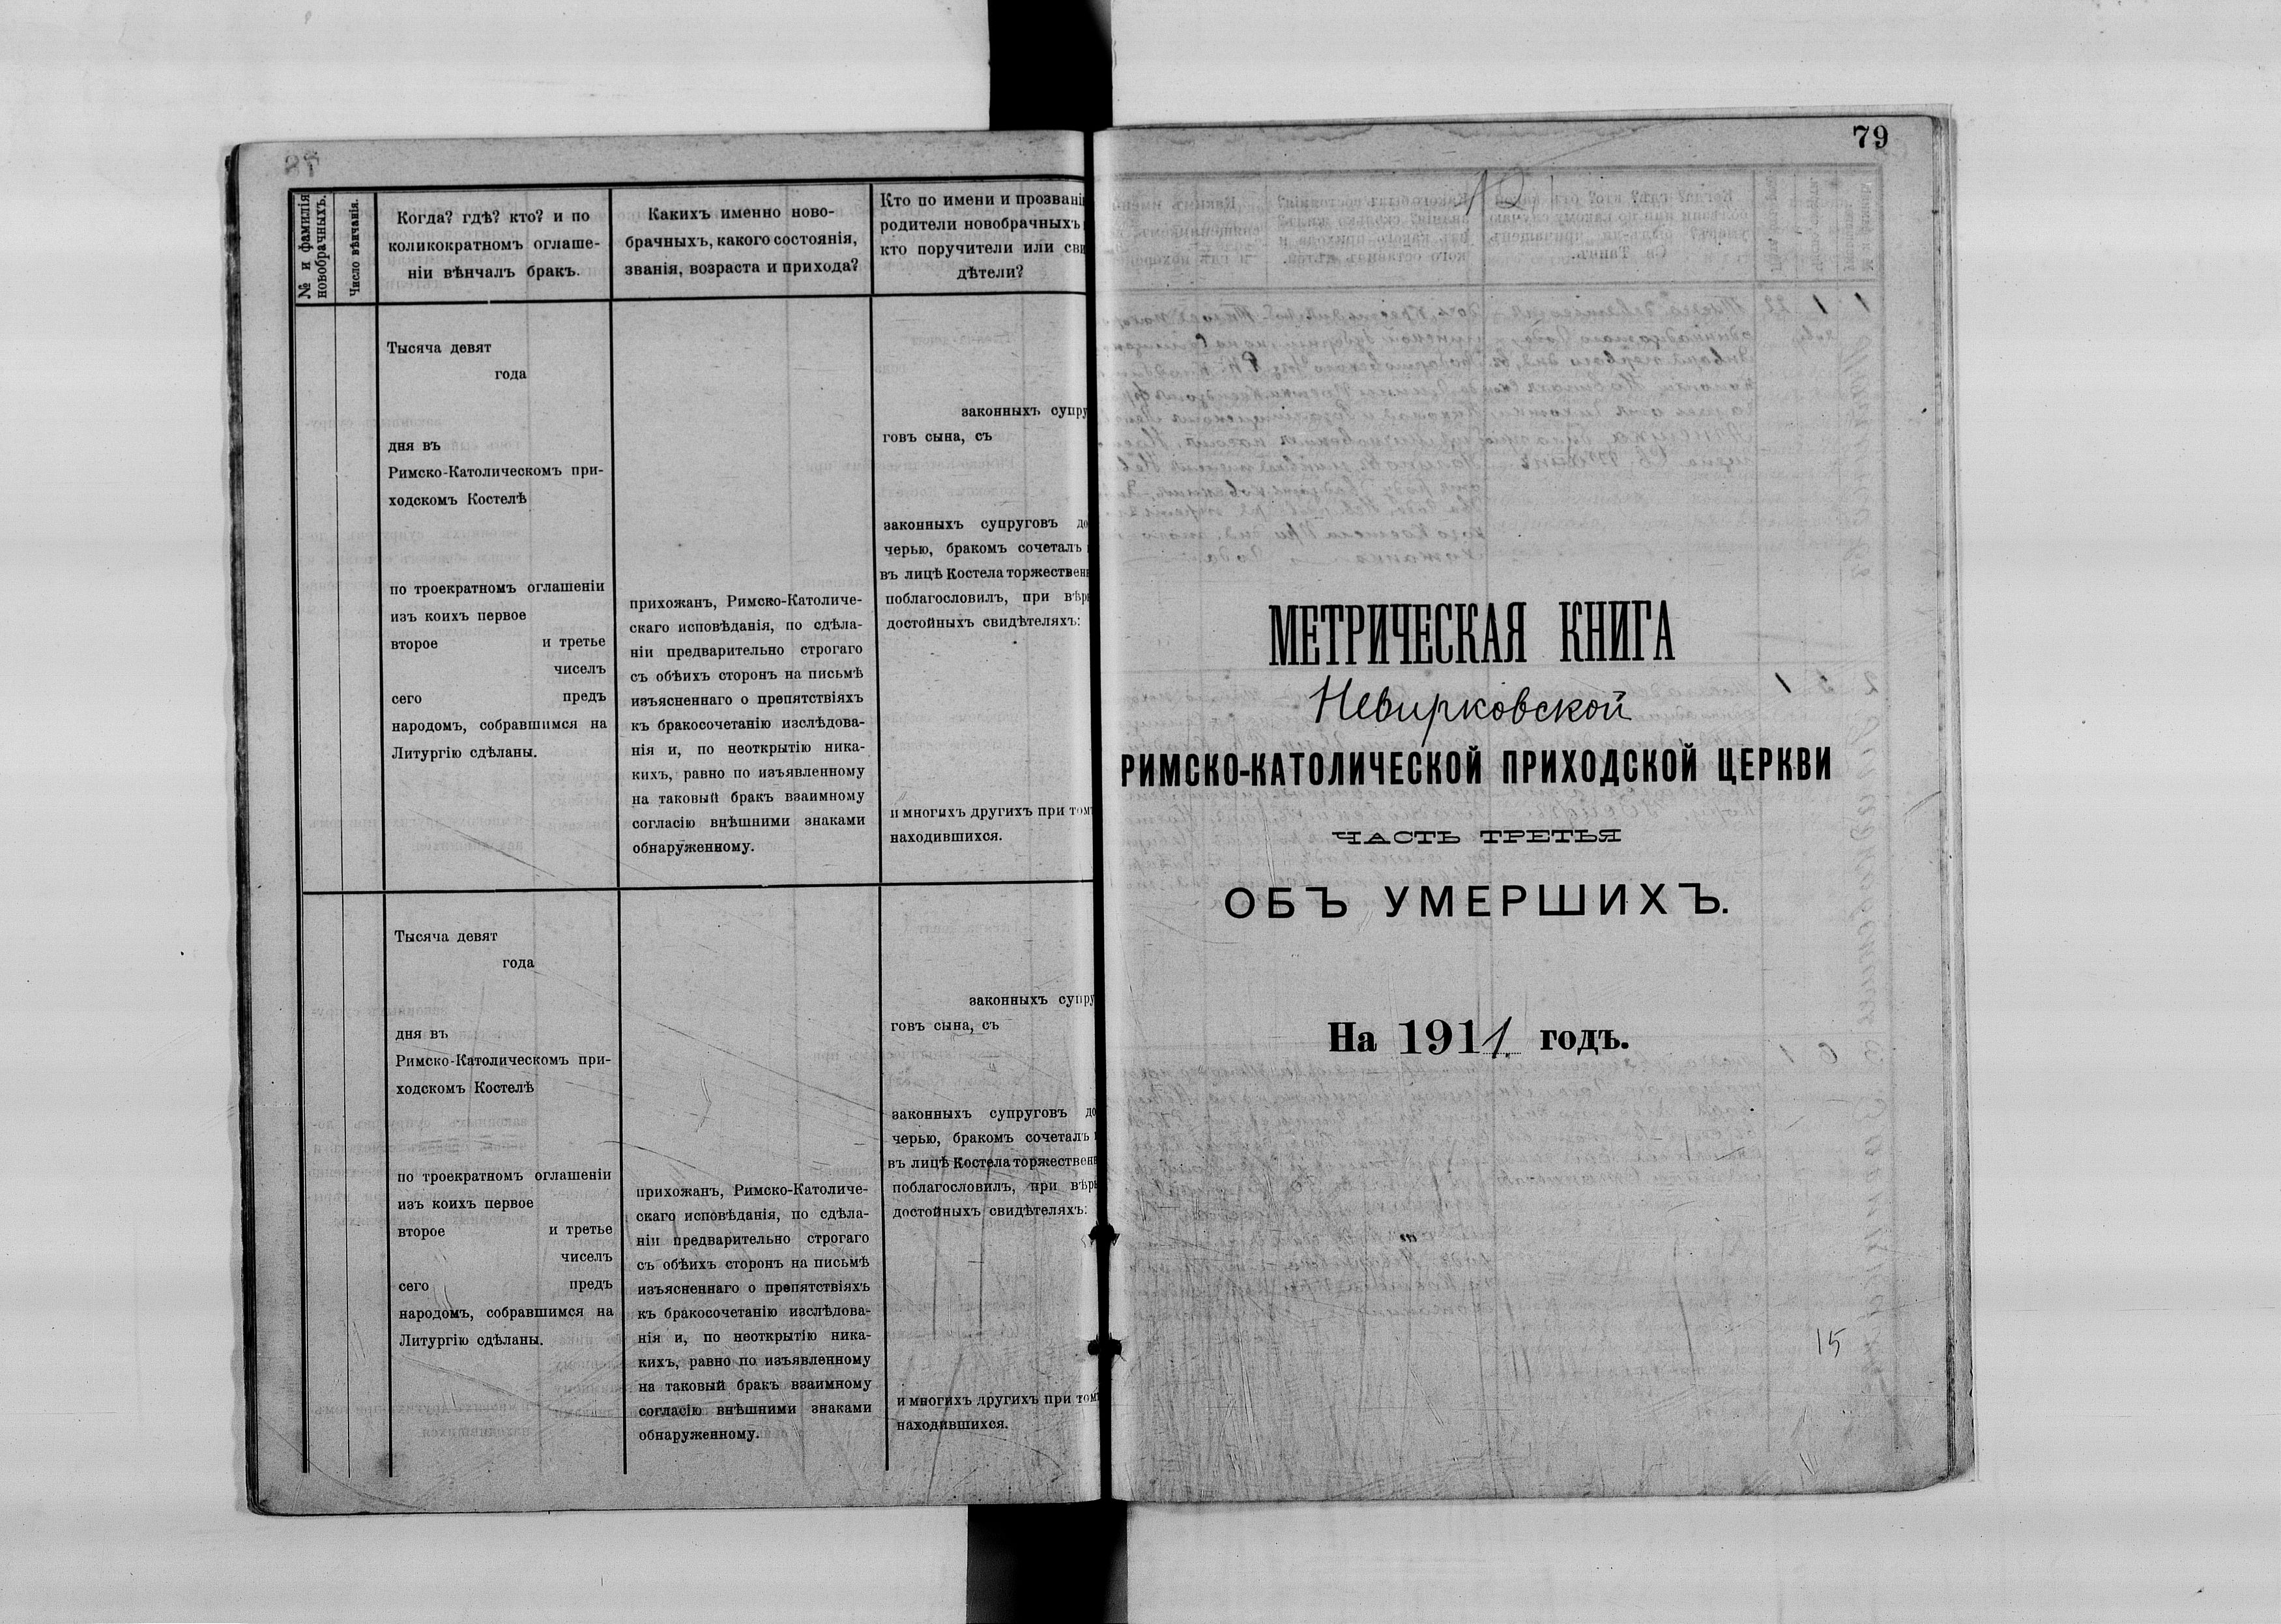 № и фамилія
новобрачныхъ.
Число вѣнчанія.
Когда? гдѣ? кто? и по
коликократномъ оглаше-
ніи вѣнчалъ бракъ.
Какихъ именно ново-
брачныхъ, какого состоянія,
званія, возраста и прихода?
Кто по имени и прозвані
родители новобрачныхъ
кто поручители или сви
дѣтели?
Тысяча девят
года
дня въ
Римско-Католическомъ при-
ходскомъ Костелѣ
по троекратномъ оглашеніи
изъ коихъ первое
второе и третье
чиселъ
сего предъ
народомъ, собравшимся на
Литургію сдѣланы.
прихожанъ, Римско-Католиче-
скаго исповѣданія, по сдѣла-
ніи предварительно строгаго
съ обѣихъ сторонъ на письмѣ
изъясненнаго о препятствіяхъ
къ бракосочетанію изслѣдова-
нія и, по неоткрытію ника-
кихъ, равно по изъявленному
на таковый бракъ взаимному
согласію внѣшними знаками
обнаруженному.
законныхъ супру
говъ сына, съ
законныхъ супруговъ до
черью, бракомъ сочеталъ
въ лицѣ Костела торжествен
поблагословилъ, при вѣр
достойныхъ свидѣтеляхъ:
и многихъ другихъ при том
находившихся.
Тысяча девят
года
дня въ
Римско-Католическомъ при-
ходскомъ Костелѣ
по троекратномъ оглашеніи
изъ коихъ первое
второе и третье
чиселъ
сего предъ
народомъ, собравшимся на
Литургію сдѣланы.
прихожанъ, Римско-Католиче-
скаго исповѣданія, по сдѣла-
ніи предварительно строгаго
съ обѣихъ сторонъ на письмѣ
изъясненнаго о препятствіяхъ
къ бракосочетанію изслѣдова-
нія и, по неоткрытію ника-
кихъ, равно по изъявленному
на таковый бракъ взаимному
согласію внѣшними знаками
обнаруженному.
законныхъ супру
говъ сына, съ
законныхъ супруговъ до
черью, бракомъ сочеталъ
въ лицѣ Костела торжествен
поблагословилъ, при вѣр
достойныхъ свидѣтеляхъ:
и многихъ другихъ при том
находившихся.
79
МЕТРИЧЕСКАЯ КНИГА
Невирковской
РИМСКО-КАТОЛИЧЕСКОЙ ПРИХОДСКОЙ ЦЕРКВИ
ЧАСТЬ ТРЕТЬЯ
ОБЪ УМЕРШИХЪ.
На 1911 годъ.
15